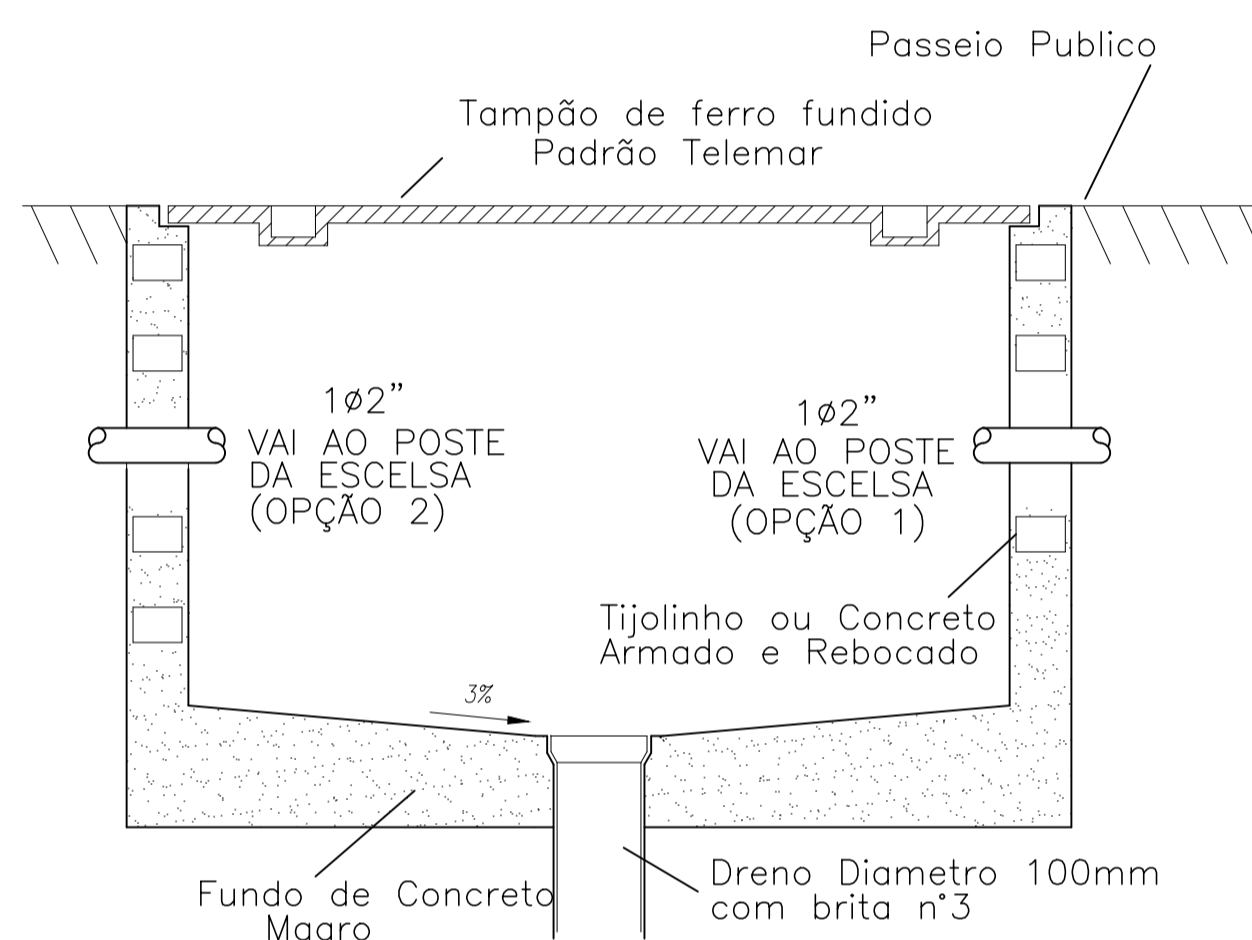 Passeio Publico
Tampão de ferro fundido
Padrão Telemar
1ø2"
VAI AO POSTE
DA ESCELSA
(OPÇÃO 2)
1ø2"
VAI AO POSTE
DA ESCELSA
(OPÇÃO 1)
Tijolinho ou Concreto
Armado e Rebocado
3%
Fundo de Concreto
Magro
Dreno Diametro 100mm
com brita n°3